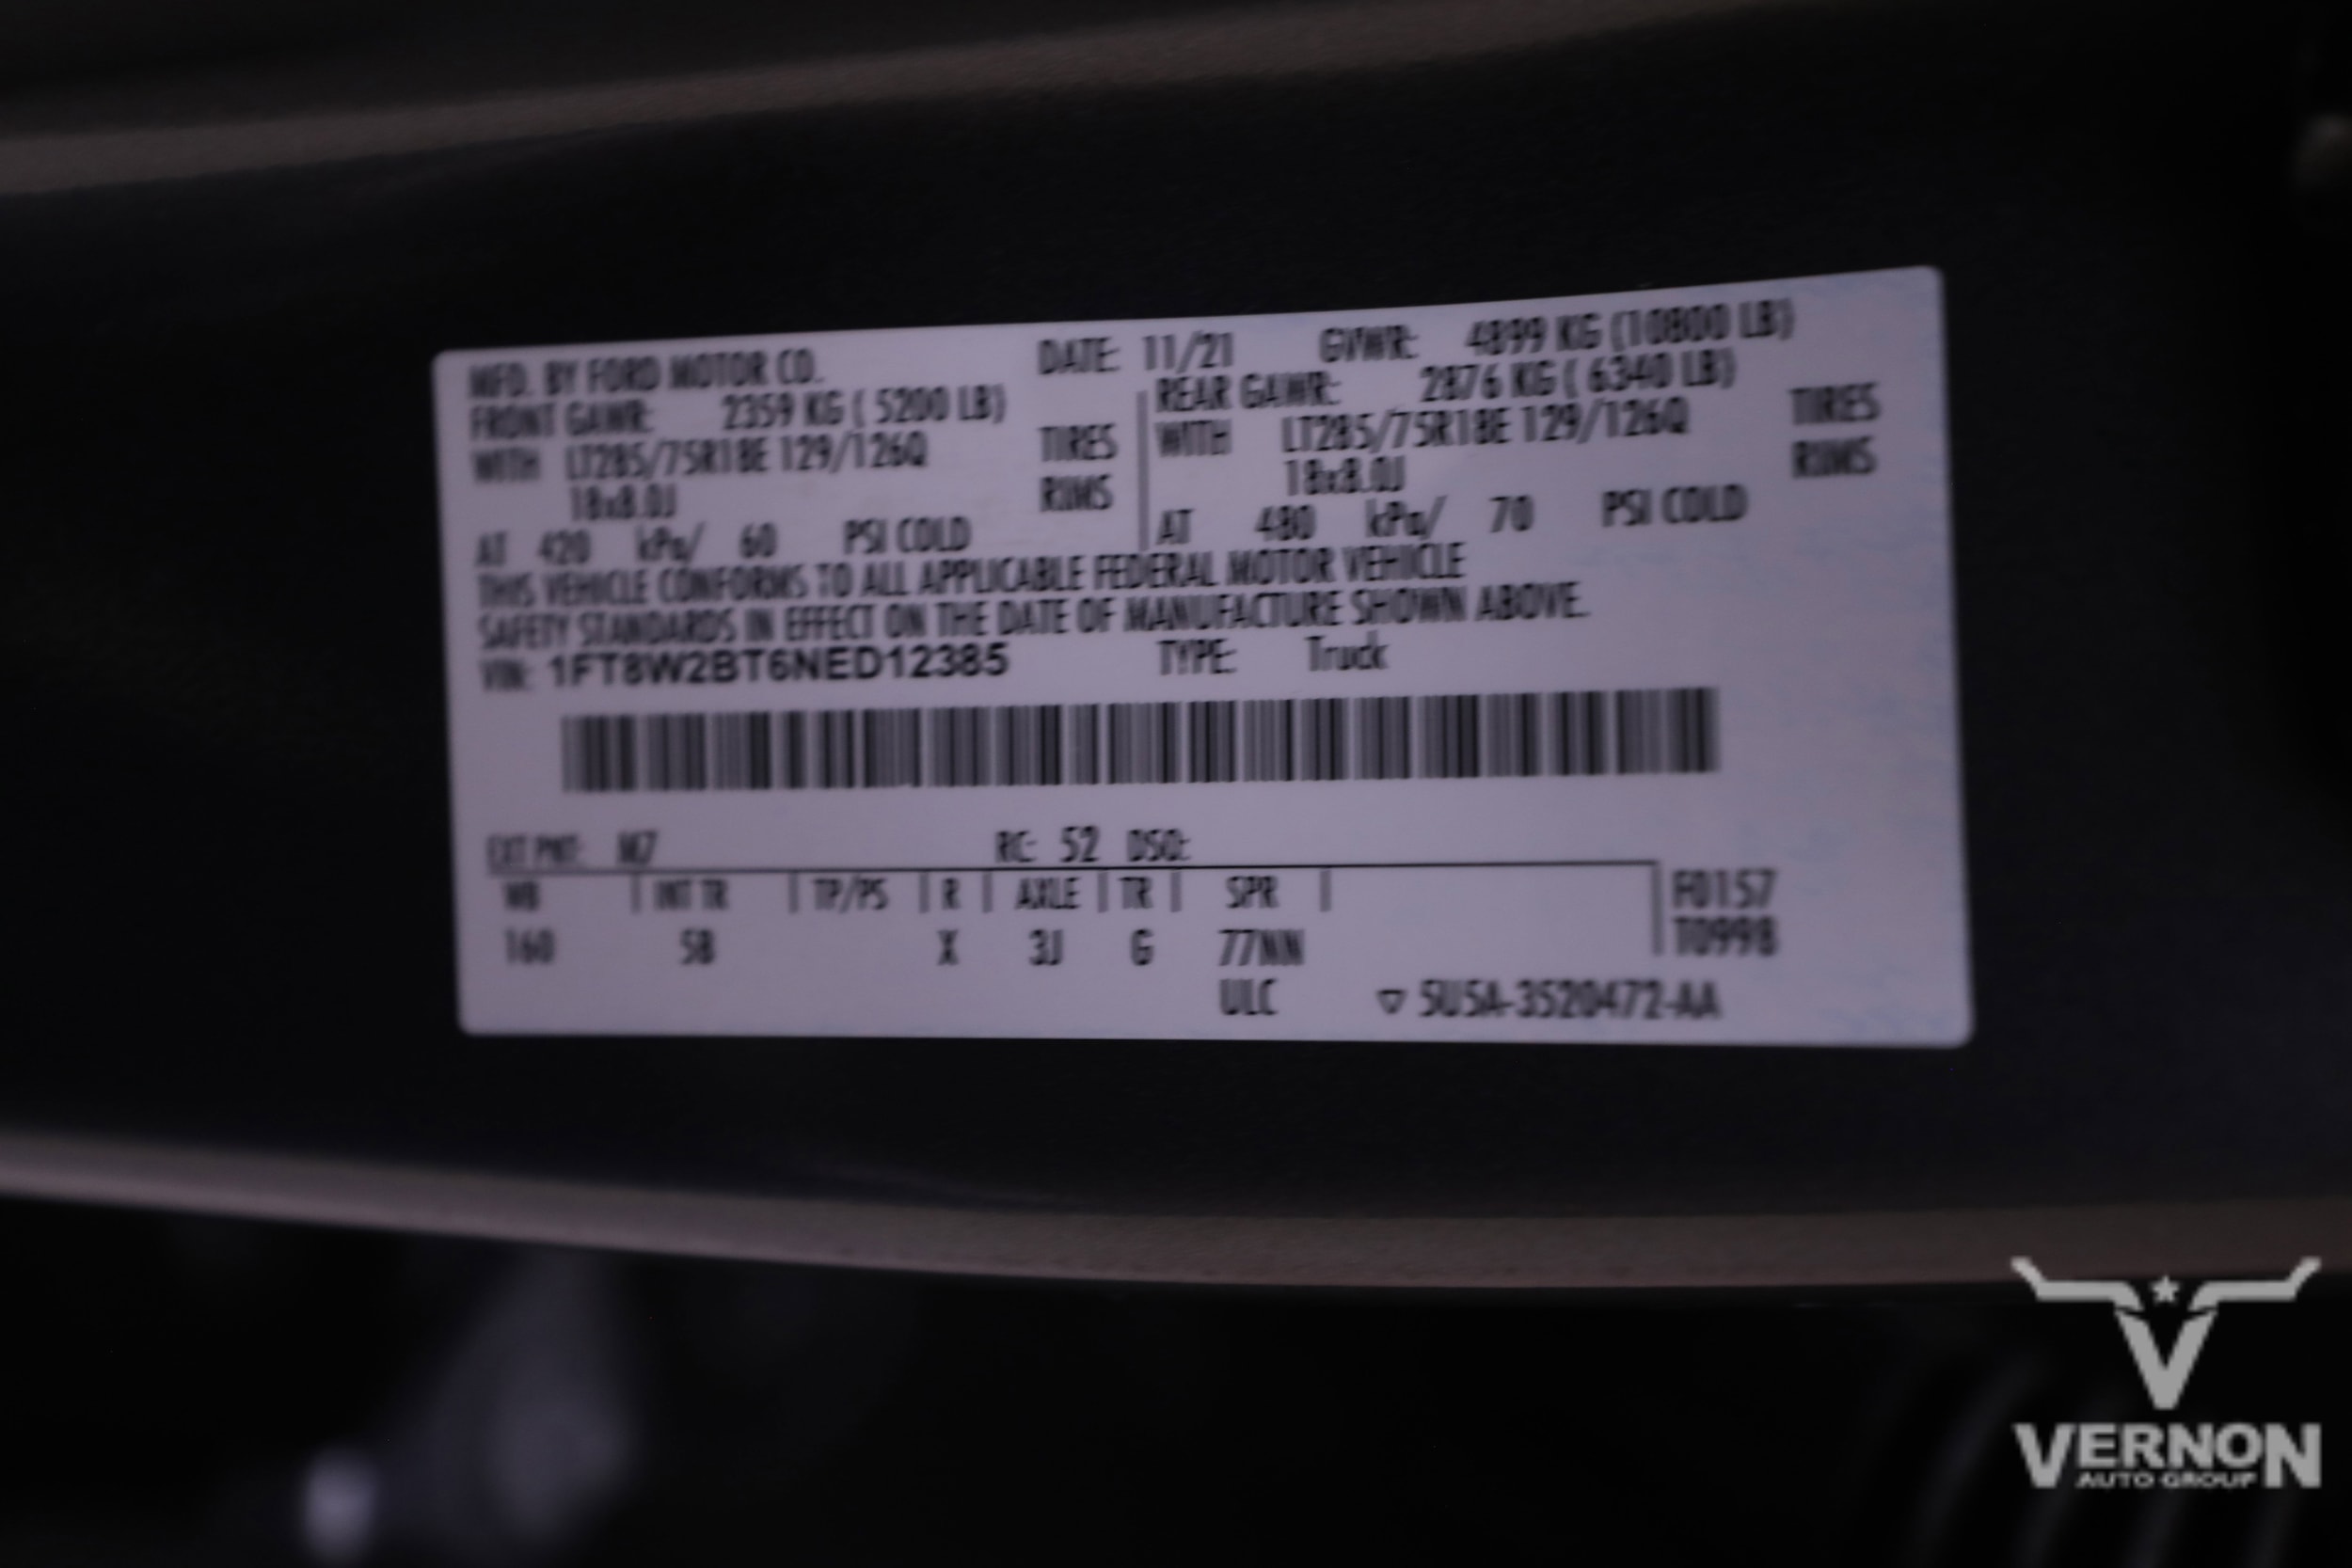 MFD. BY FORD MOTOR CO. DATE: 11/21 GVWR: 4899 KG (10800 LB)
FRONT GAWR: 2359 KG ( 5200 LB) REAR GAWR: 2876 KG ( 6340 LB)
WITH LT285/75R18E 129/126Q TIRES WITH LT285/75R18E 129/126Q TIRES
18x8.0J RIMS 18x8.0J RIMS
AT 420 kPa/ 60 PSI COLD AT 480 kPa/ 70 PSI COLD
THIS VEHICLE CONFORMS TO ALL APPLICABLE FEDERAL MOTOR VEHICLE
SAFETY STANDARDS IN EFFECT ON THE DATE OF MANUFACTURE SHOWN ABOVE.
VIN: 1FT8W2BT6NED12385 TYPE: Truck
EXT PNT: M7 RC: 52 DSO:
WB INT TR TP/PS R AXLE TR SPR F0157
160 5B X 3J G 77NN T0998
ULC ▽ 5U5A-3520472-AA
VERNON
AUTO GROUP